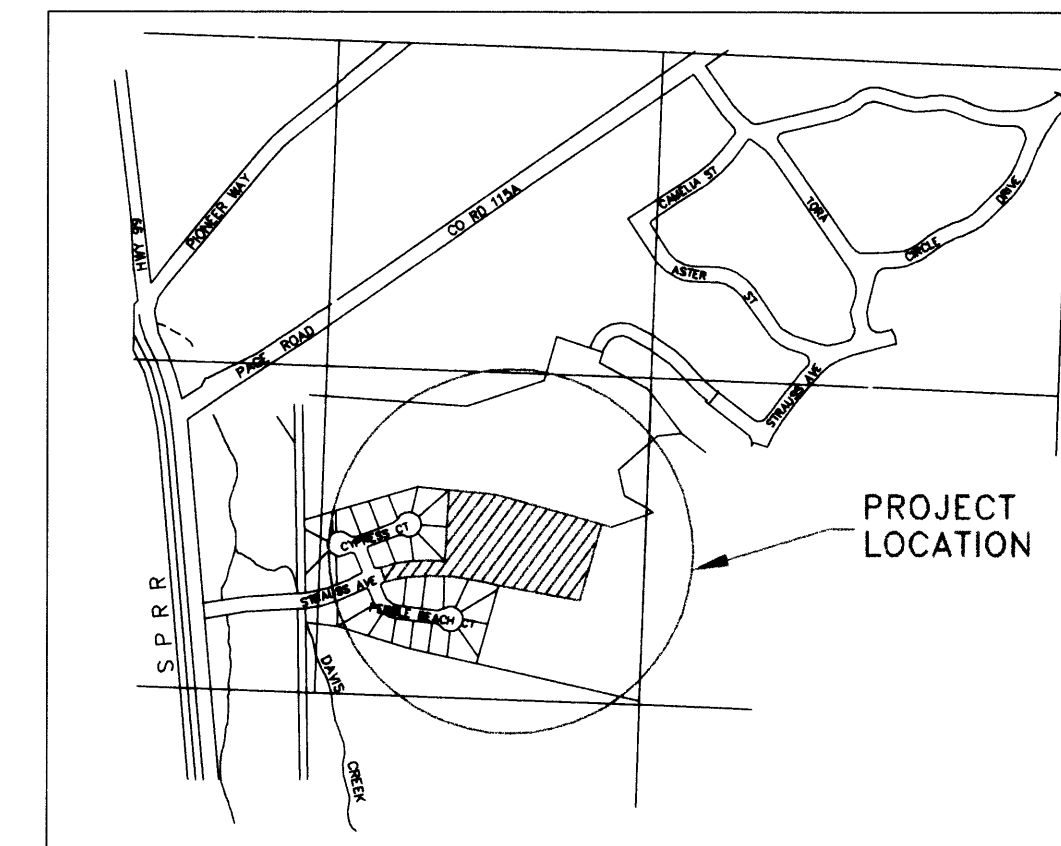 HWY 99
PIONEER WAY
CO RD 115A
PAGE ROAD
CAMELIA ST
TORA
CIRCLE
DRIVE
ASTER
ST
STRAUSS AVE
PROJECT
LOCATION
CYPRESS CT
STRAUSS AVE
PEBBLE BEACH CT
SPRR
DAVIS
CREEK